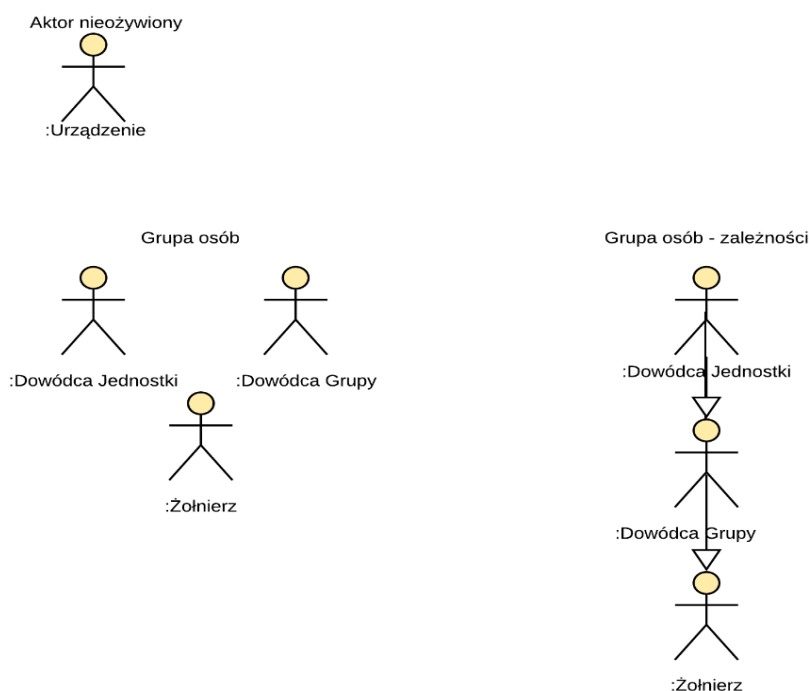 Aktor nieożywiony
:Urządzenie
Grupa osób
:Dowódca Jednostki
:Dowódca Grupy
:Żołnierz
Grupa osób - zależności
:Dowódca Jednostki
:Dowódca Grupy
:Żołnierz